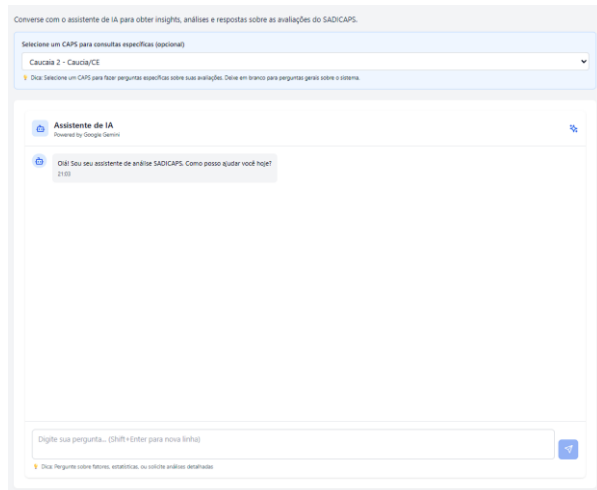 Converse com o assistente de IA para obter insights, análises e respostas sobre as avaliações do SADICAPS.
Selecione um CAPS para consultas específicas (opcional)
Caucaia 2 - Caucia/CE
Dica: Selecione um CAPS para fazer perguntas específicas sobre suas avaliações. Deixe em branco para perguntas gerais sobre o sistema.
Assistente de IA
Powered by Google Gemini
Olá! Sou seu assistente de análise SADICAPS. Como posso ajudar você hoje?
21:03
Digite sua pergunta... (Shift+Enter para nova linha)
Dica: Pergunte sobre fatores, estatísticas, ou solicite análises detalhadas